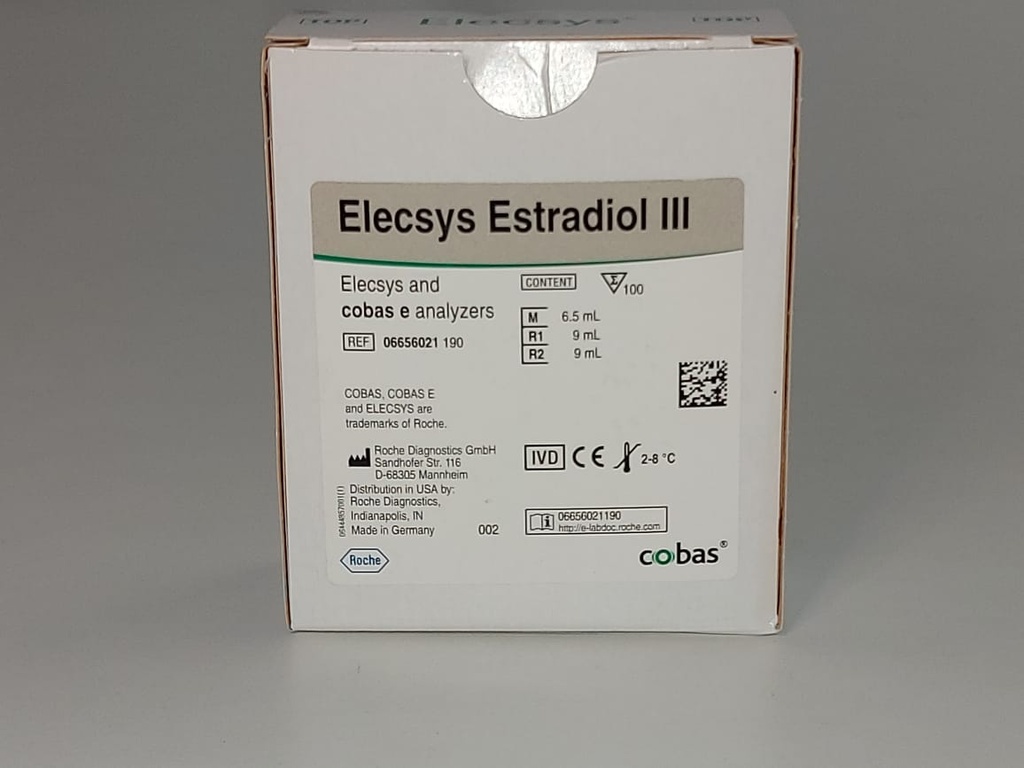 TOP Elecsys® TOP
Elecsys Estradiol III
Elecsys and
cobas e analyzers
REF 06656021 190
CONTENT Σ 100
M 6.5 mL
R1 9 mL
R2 9 mL
COBAS, COBAS E
and ELECSYS are
trademarks of Roche.
Roche Diagnostics GmbH
Sandhofer Str. 116
D-68305 Mannheim
Distribution in USA by:
Roche Diagnostics,
Indianapolis, IN
Made in Germany 002
Roche
IVD CE 2-8 °C
06656021190
http://e-labdoc.roche.com
cobas®